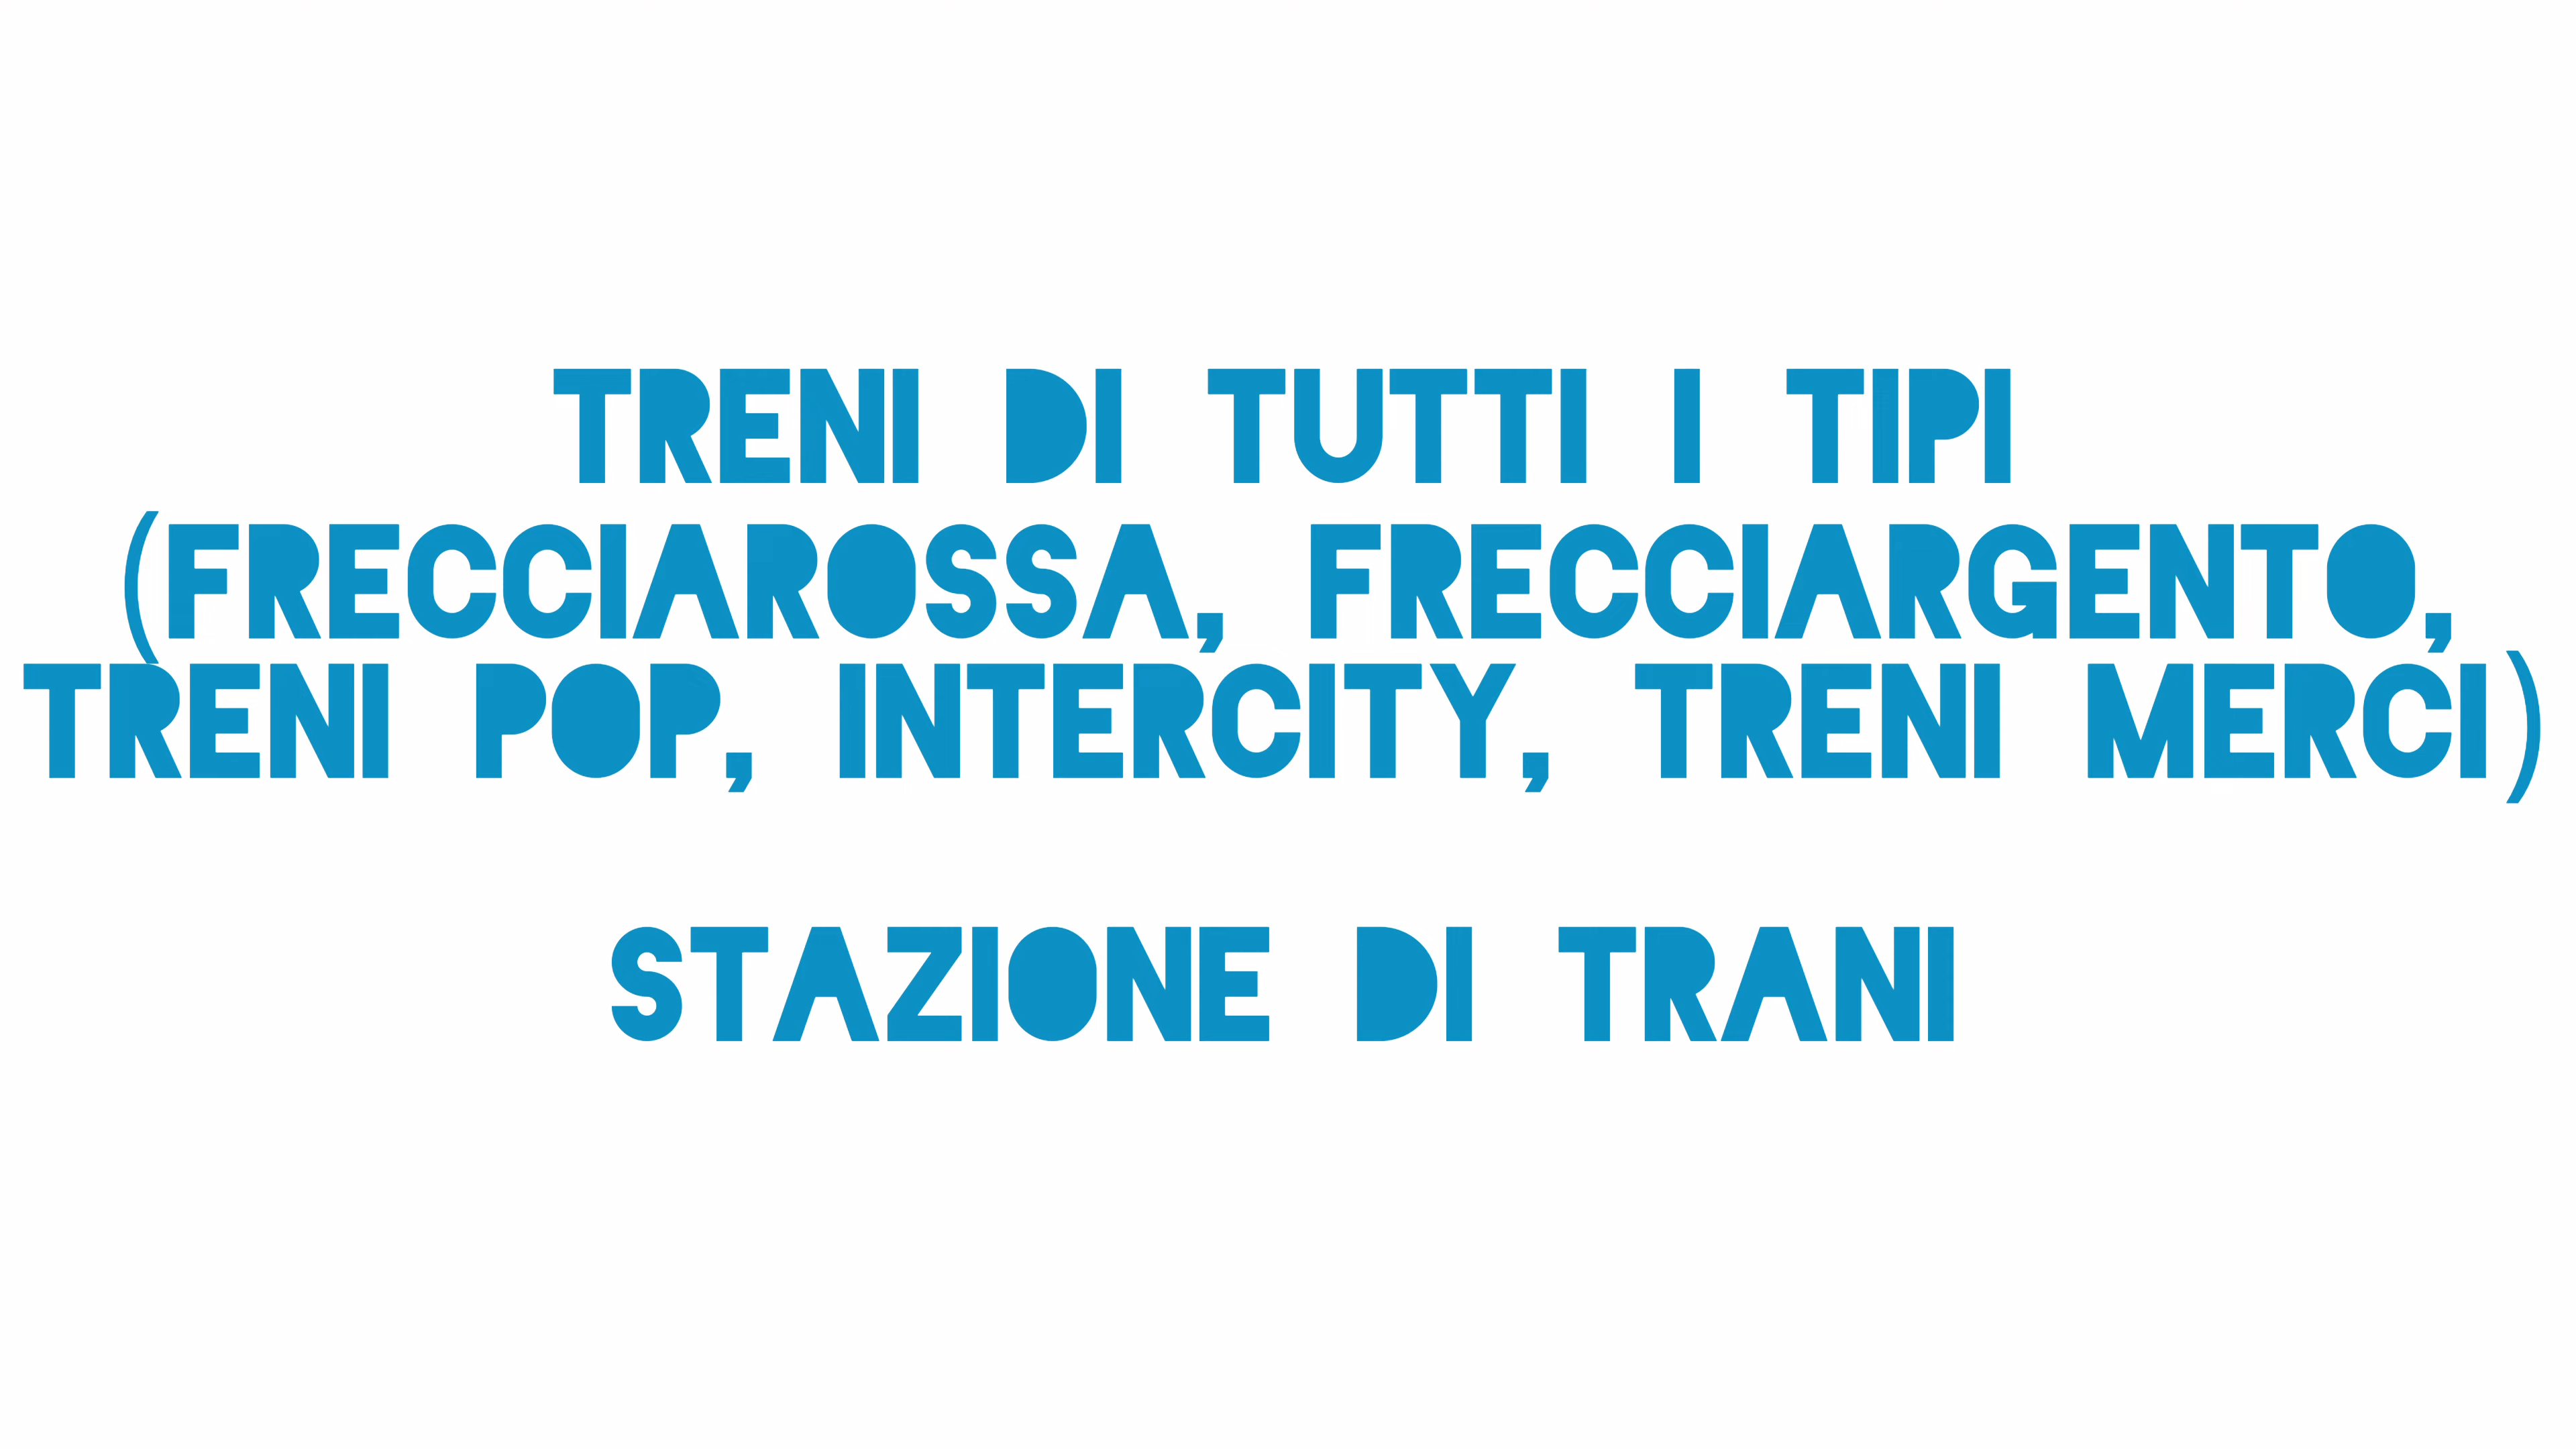 TRENI DI TUTTI I TIPI
(FRECCIAROSSA, FRECCIARGENTO,
TRENI POP, INTERCITY, TRENI MERCI)
STAZIONE DI TRANI